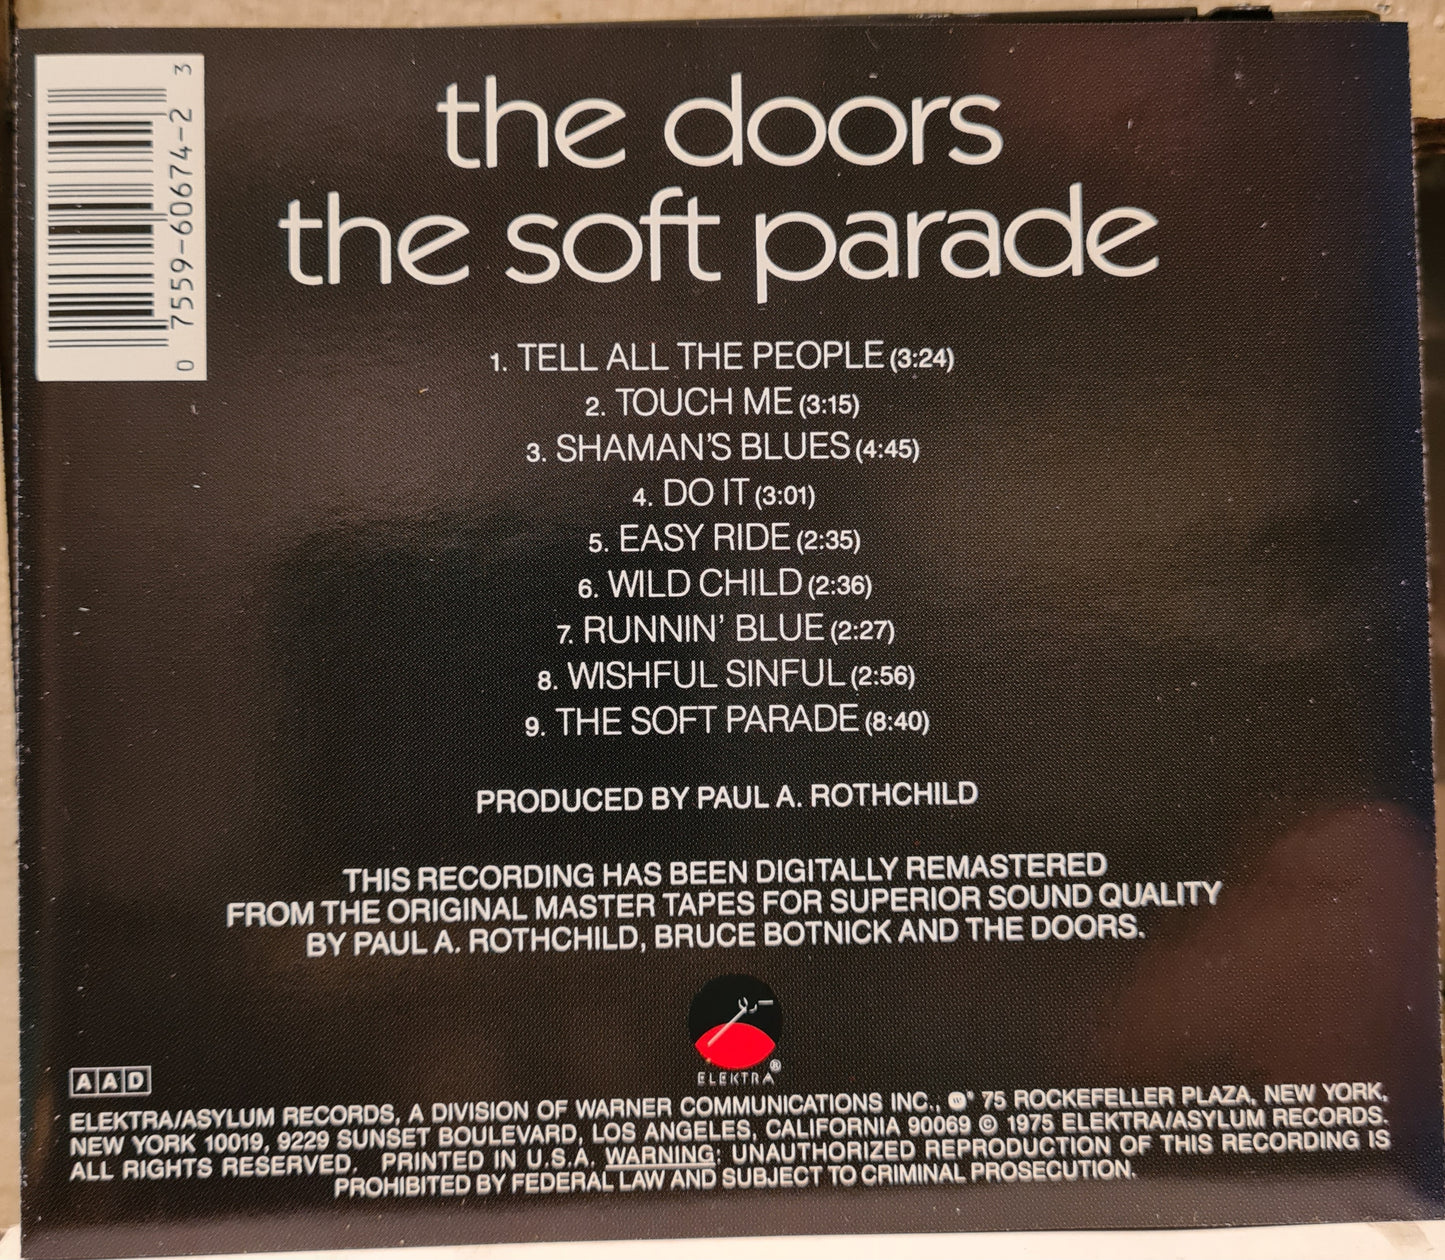 the doors
the soft parade
0 7559-60674-2 3
1. TELL ALL THE PEOPLE (3:24)
2. TOUCH ME (3:15)
3. SHAMAN'S BLUES (4:45)
4. DO IT (3:01)
5. EASY RIDE (2:35)
6. WILD CHILD (2:36)
7. RUNNIN' BLUE (2:27)
8. WISHFUL SINFUL (2:56)
9. THE SOFT PARADE (8:40)
PRODUCED BY PAUL A. ROTHCHILD
THIS RECORDING HAS BEEN DIGITALLY REMASTERED
FROM THE ORIGINAL MASTER TAPES FOR SUPERIOR SOUND QUALITY
BY PAUL A. ROTHCHILD, BRUCE BOTNICK AND THE DOORS.
ELEKTRA®
AAD
ELEKTRA/ASYLUM RECORDS, A DIVISION OF WARNER COMMUNICATIONS INC., 75 ROCKEFELLER PLAZA, NEW YORK,
NEW YORK 10019, 9229 SUNSET BOULEVARD, LOS ANGELES, CALIFORNIA 90069 © 1975 ELEKTRA/ASYLUM RECORDS.
ALL RIGHTS RESERVED. PRINTED IN U.S.A. WARNING: UNAUTHORIZED REPRODUCTION OF THIS RECORDING IS
PROHIBITED BY FEDERAL LAW AND SUBJECT TO CRIMINAL PROSECUTION.